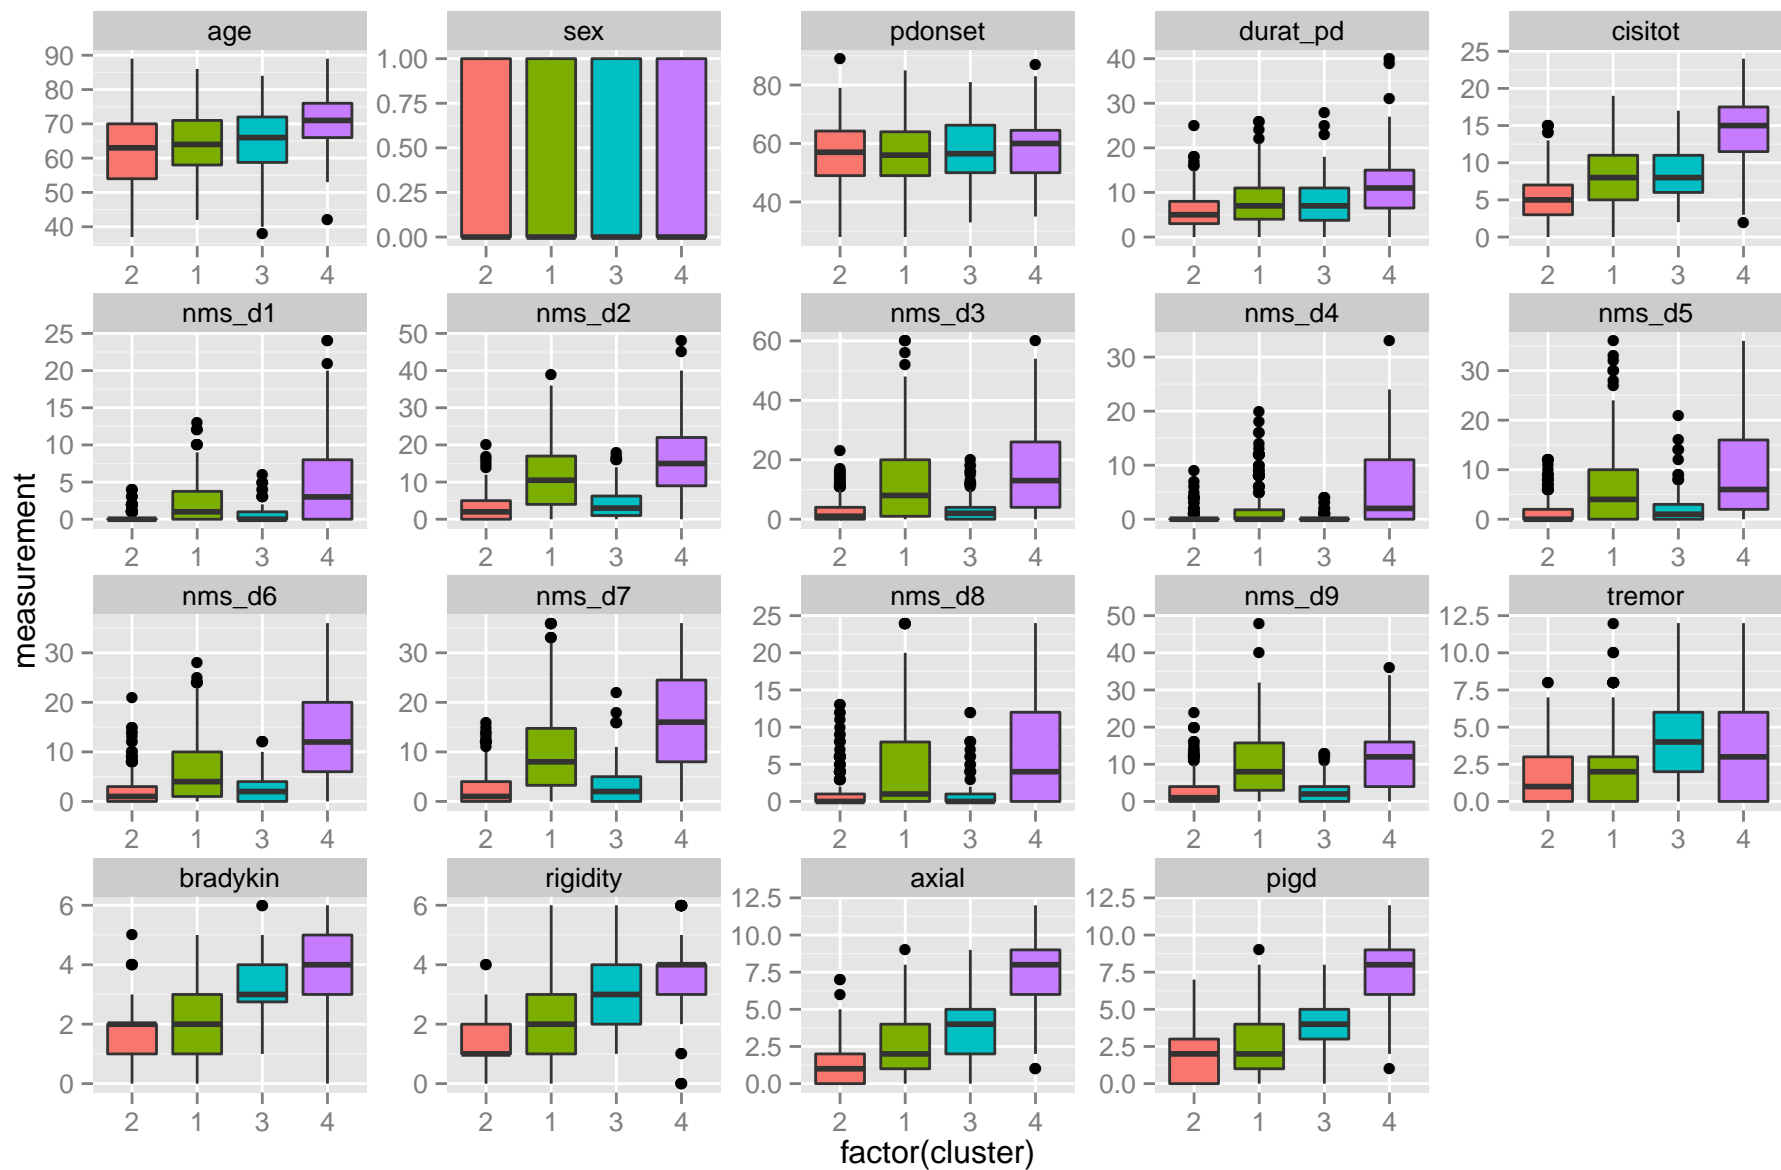 age sex pdonset durat_pd cisitot
90 80 70 60 50 40
1.00 0.75 0.50 0.25 0.00
80 60 40
40 30 20 10 0
25 20 15 10 5 0
2 1 3 4 2 1 3 4 2 1 3 4 2 1 3 4 2 1 3 4
nms_d1 nms_d2 nms_d3 nms_d4 nms_d5
25 20 15 10 5 0
50 40 30 20 10 0
60 40 20 0
30 20 10 0
30 20 10 0
2 1 3 4 2 1 3 4 2 1 3 4 2 1 3 4 2 1 3 4
measurement
nms_d6 nms_d7 nms_d8 nms_d9 tremor
30 20 10 0
30 20 10 0
25 20 15 10 5 0
50 40 30 20 10 0
12.5 10.0 7.5 5.0 2.5 0.0
2 1 3 4 2 1 3 4 2 1 3 4 2 1 3 4 2 1 3 4
bradykin rigidity axial pigd
6 4 2 0
6 4 2 0
12.5 10.0 7.5 5.0 2.5 0.0
12.5 10.0 7.5 5.0 2.5 0.0
2 1 3 4 2 1 3 4 2 1 3 4 2 1 3 4
factor(cluster)